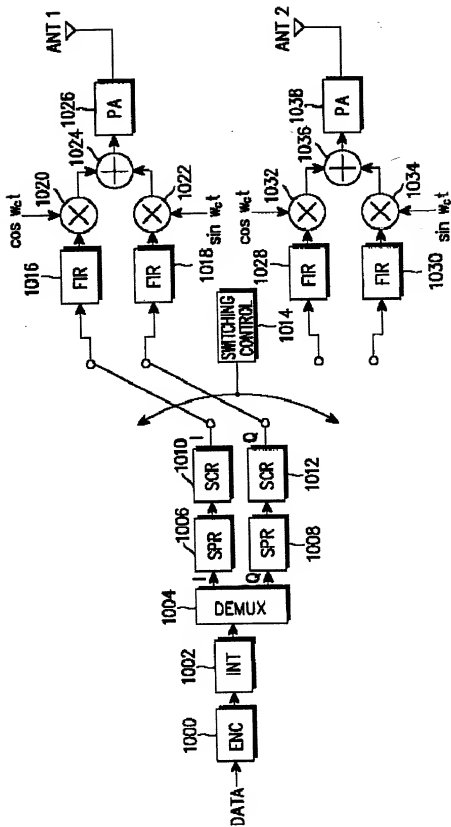 DATA
1000
ENC
1002
INT
1004
DEMUX
I
Q
1006
SPR
SPR
1008
1010
I
SCR
Q
SCR
1012
SWITCHING
CONTROL
1014
1016
FIR
FIR
1018
cos wct
1020
1022
sin wct
1024
1026
PA
ANT 1
1028
FIR
FIR
1030
cos wct
1032
1034
sin wct
1036
1038
PA
ANT 2